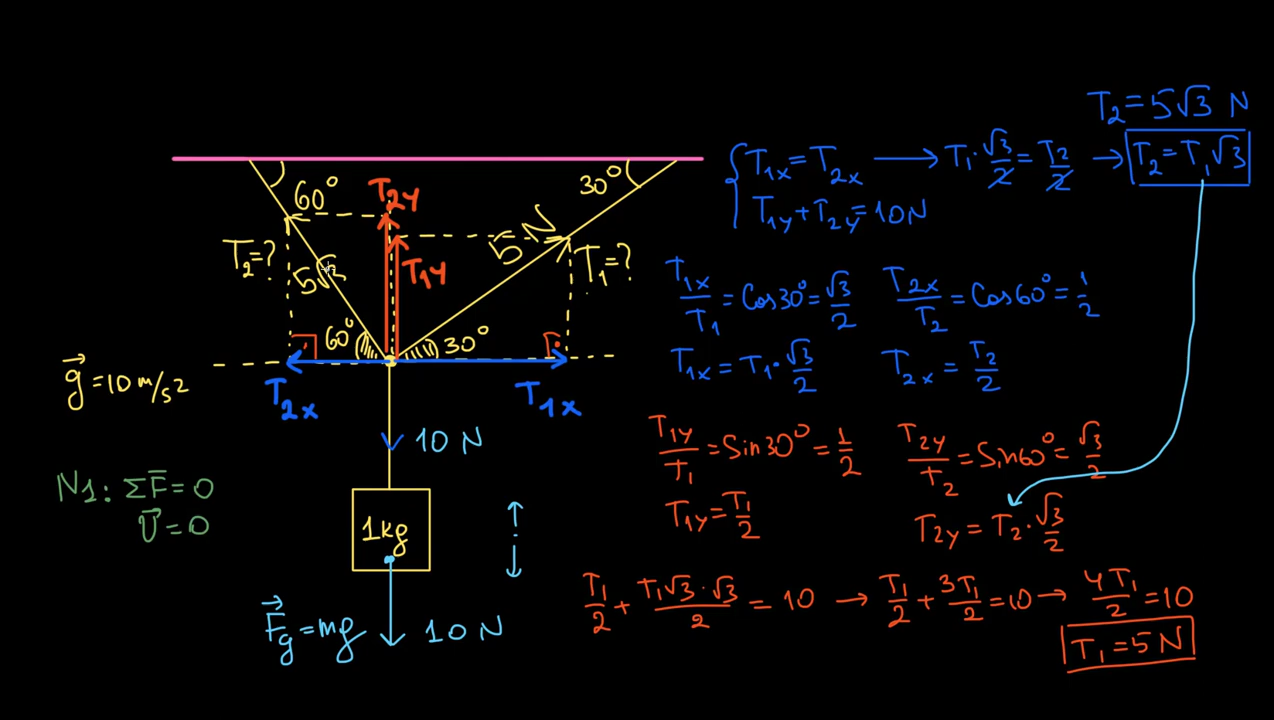 T₂ = 5√3 N
T₁ₓ = T₂ₓ → T₁ · √3/2 = T₂/2 → T₂ = T₁√3
T₁y + T₂y = 10N
60°
30°
T₂y
5N
T₂ = ?
T₁y
T₁ = ?
5√3
60°
30°
T₂ₓ
T₁ₓ
g⃗ = 10 m/s2
10 N
N1: ΣF̅ = 0
v⃗ = 0
1kg
F⃗g = mg
10 N
T₁ₓ/T₁ = Cos30° = √3/2
T₂ₓ/T₂ = Cos60° = 1/2
T₁ₓ = T₁ · √3/2
T₂ₓ = T₂/2
T₁y/T₁ = Sin30° = 1/2
T₂y/T₂ = Sin60° = √3/2
T₁y = T₁/2
T₂y = T₂ · √3/2
T₁/2 + T₁√3 · √3/2 = 10 → T₁/2 + 3T₁/2 = 10 → 4T₁/2 = 10
T₁ = 5 N